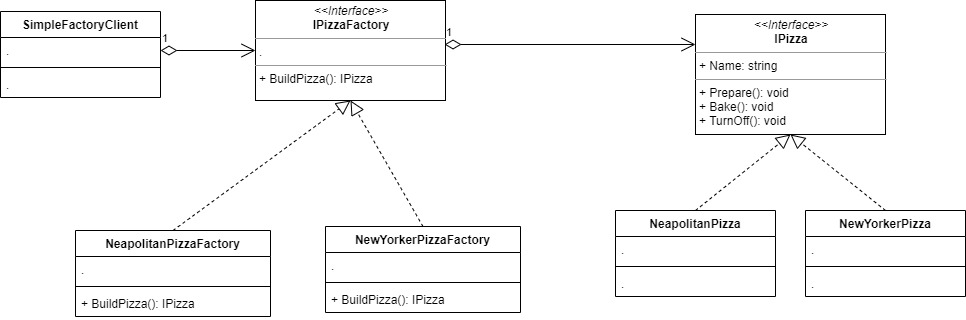 SimpleFactoryClient
.
.
1
<<Interface>>
IPizzaFactory
.
+ BuildPizza(): IPizza
1
<<Interface>>
IPizza
+ Name: string
+ Prepare(): void
+ Bake(): void
+ TurnOff(): void
NeapolitanPizzaFactory
.
+ BuildPizza(): IPizza
NewYorkerPizzaFactory
.
+ BuildPizza(): IPizza
NeapolitanPizza
.
.
NewYorkerPizza
.
.